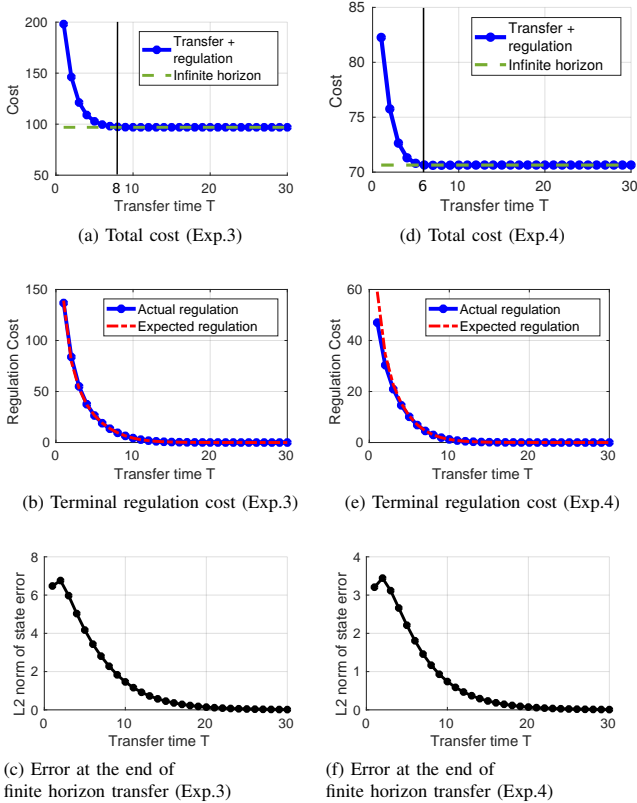 200
150
100
50
Cost
Transfer +
regulation
Infinite horizon
0
8
10
20
30
Transfer time T
(a) Total cost (Exp.3)
85
80
75
70
Cost
Transfer +
regulation
Infinite horizon
0
6
10
20
30
Transfer time T
(d) Total cost (Exp.4)
150
100
50
0
Regulation Cost
Actual regulation
Expected regulation
0
10
20
30
Transfer time T
(b) Terminal regulation cost (Exp.3)
60
40
20
0
Regulation Cost
Actual regulation
Expected regulation
0
10
20
30
Transfer time T
(e) Terminal regulation cost (Exp.4)
8
6
4
2
0
L2 norm of state error
0
10
20
30
Transfer time T
(c) Error at the end of
finite horizon transfer (Exp.3)
4
3
2
1
0
L2 norm of state error
0
10
20
30
Transfer time T
(f) Error at the end of
finite horizon transfer (Exp.4)